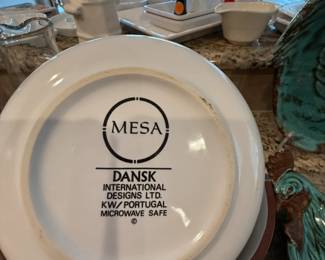 MESA
DANSK
INTERNATIONAL
DESIGNS LTD.
KW/PORTUGAL
MICROWAVE SAFE
©